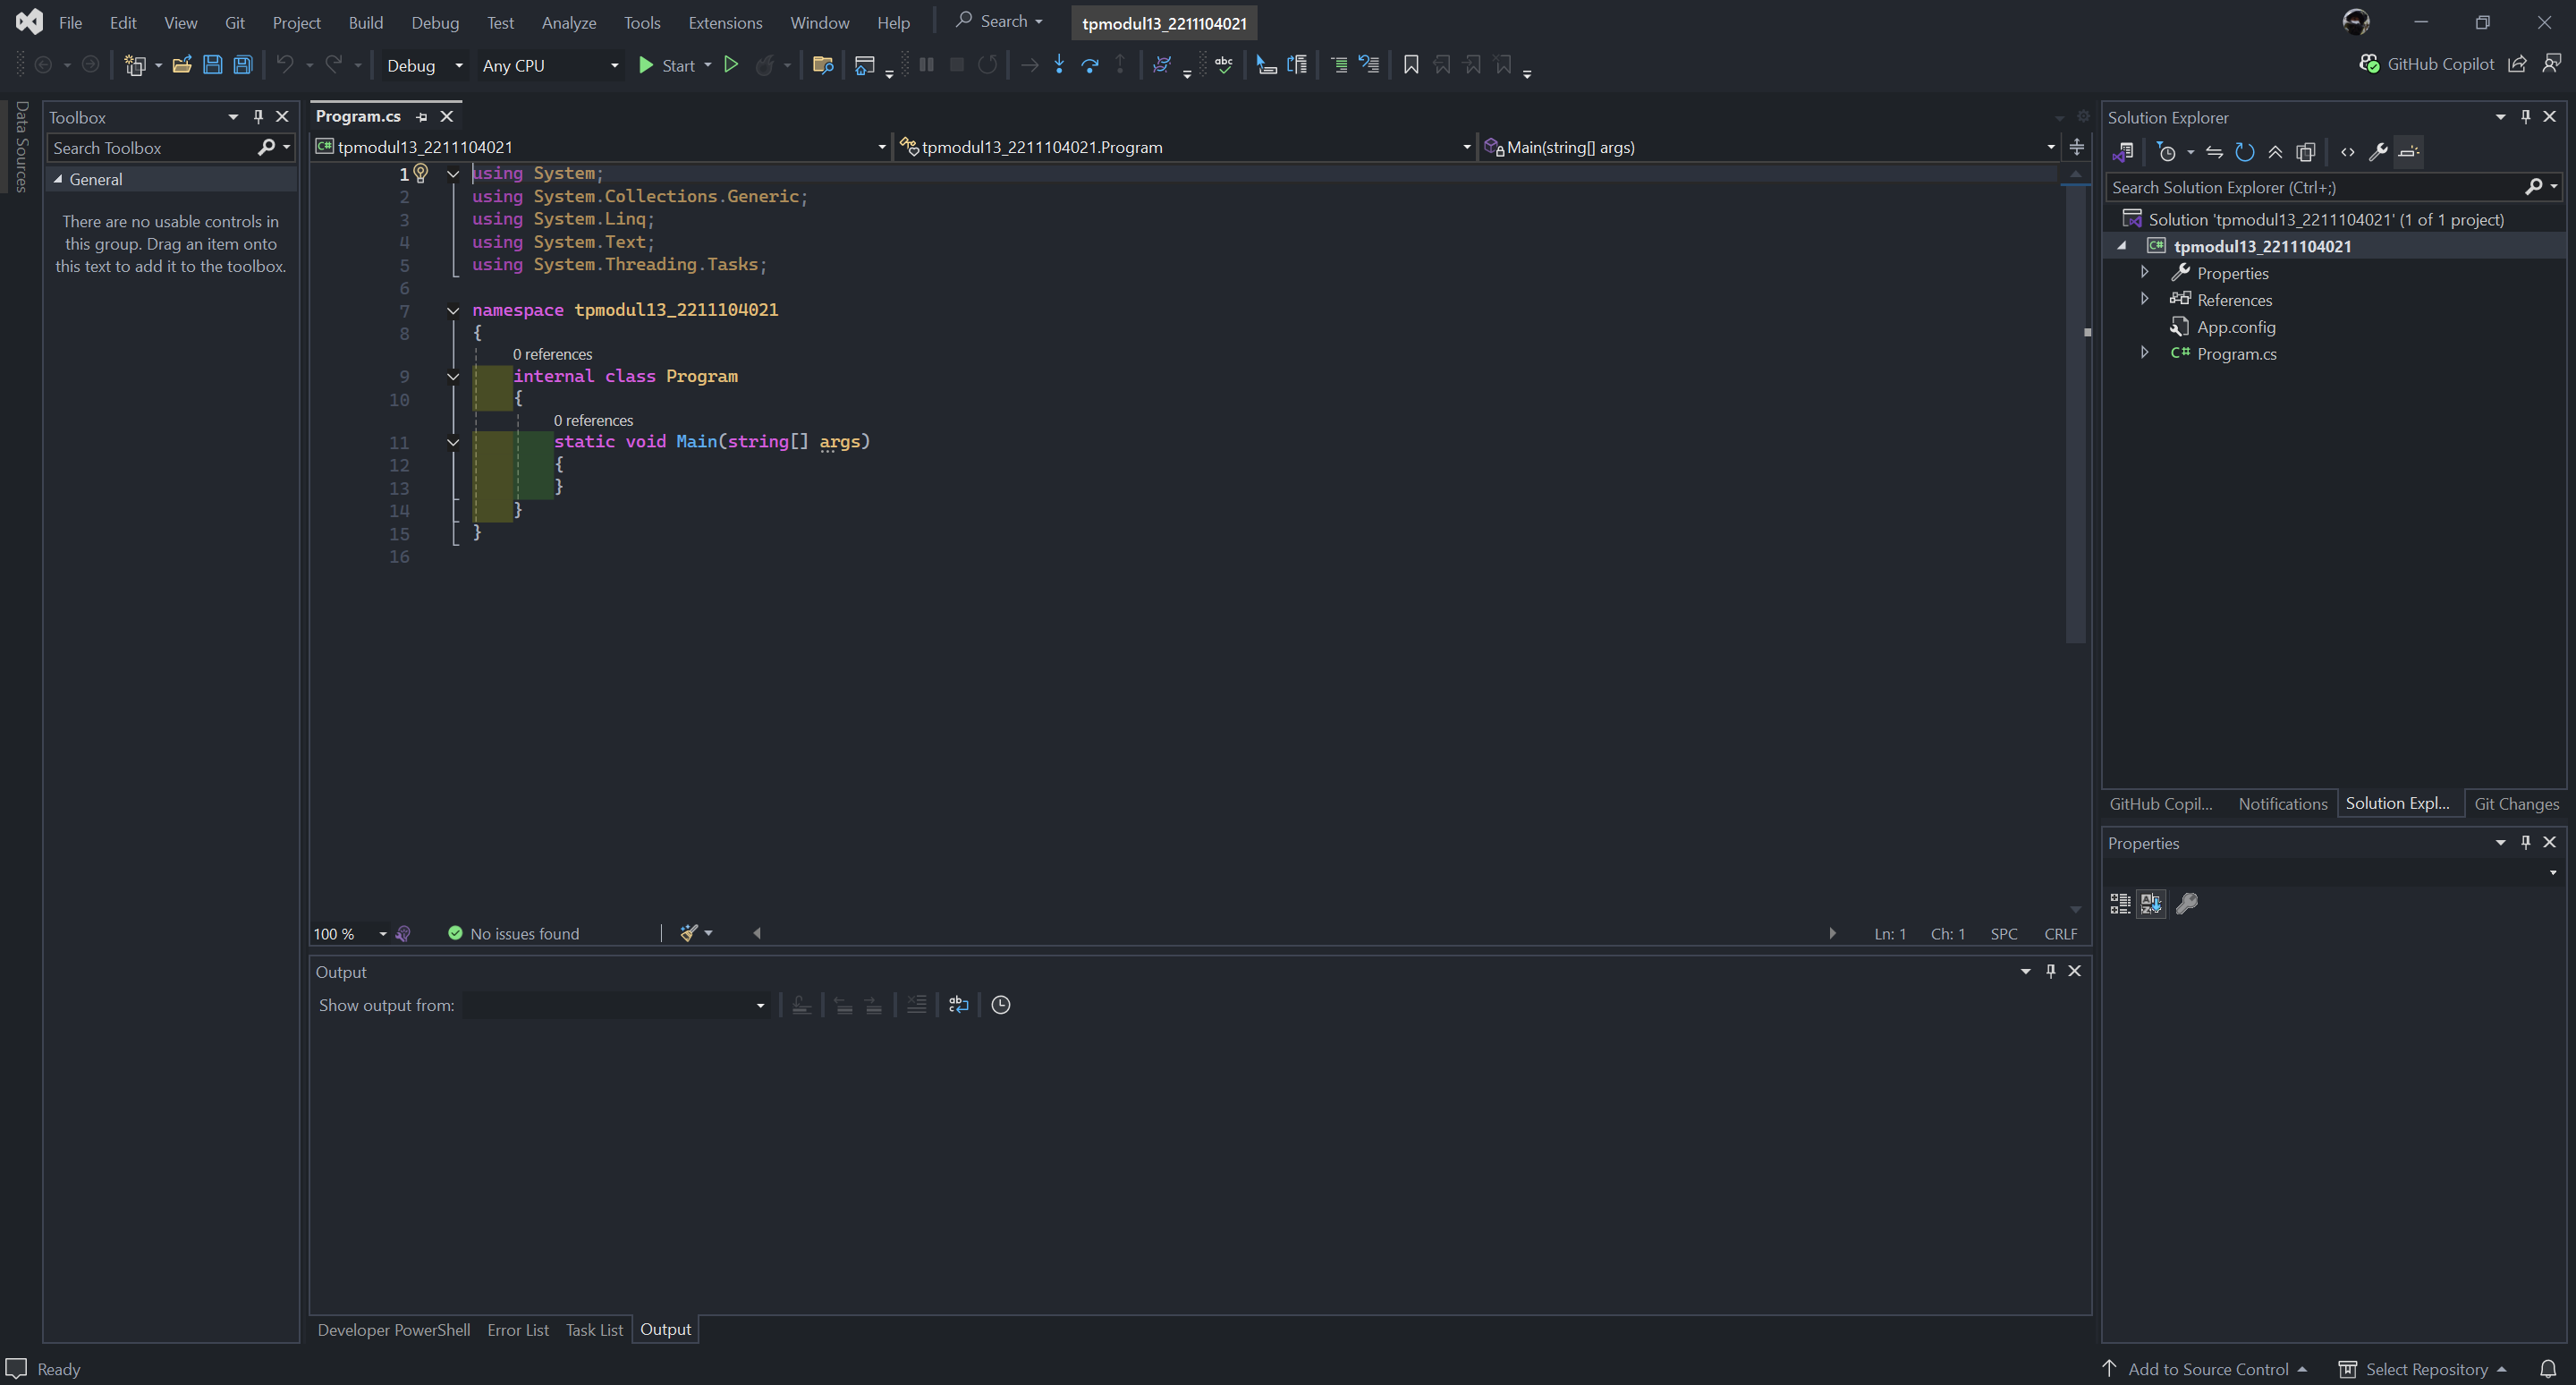 File Edit View Git Project Build Debug Test Analyze Tools Extensions Window Help Search tpmodul13_2211104021
Debug Any CPU Start GitHub Copilot
Data Sources
Toolbox
Search Toolbox
General
There are no usable controls in
this group. Drag an item onto
this text to add it to the toolbox.
Program.cs
tpmodul13_2211104021 tpmodul13_2211104021.Program Main(string[] args)
1 using System;
2 using System.Collections.Generic;
3 using System.Linq;
4 using System.Text;
5 using System.Threading.Tasks;
6
7 namespace tpmodul13_2211104021
8 {
0 references
9 internal class Program
10 {
0 references
11 static void Main(string[] args)
12 {
13 }
14 }
15 }
16
100 % No issues found Ln: 1 Ch: 1 SPC CRLF
Output
Show output from:
Developer PowerShell Error List Task List Output
Solution Explorer
Search Solution Explorer (Ctrl+;)
Solution 'tpmodul13_2211104021' (1 of 1 project)
C# tpmodul13_2211104021
Properties
References
App.config
C# Program.cs
GitHub Copil... Notifications Solution Expl... Git Changes
Properties
Ready Add to Source Control Select Repository